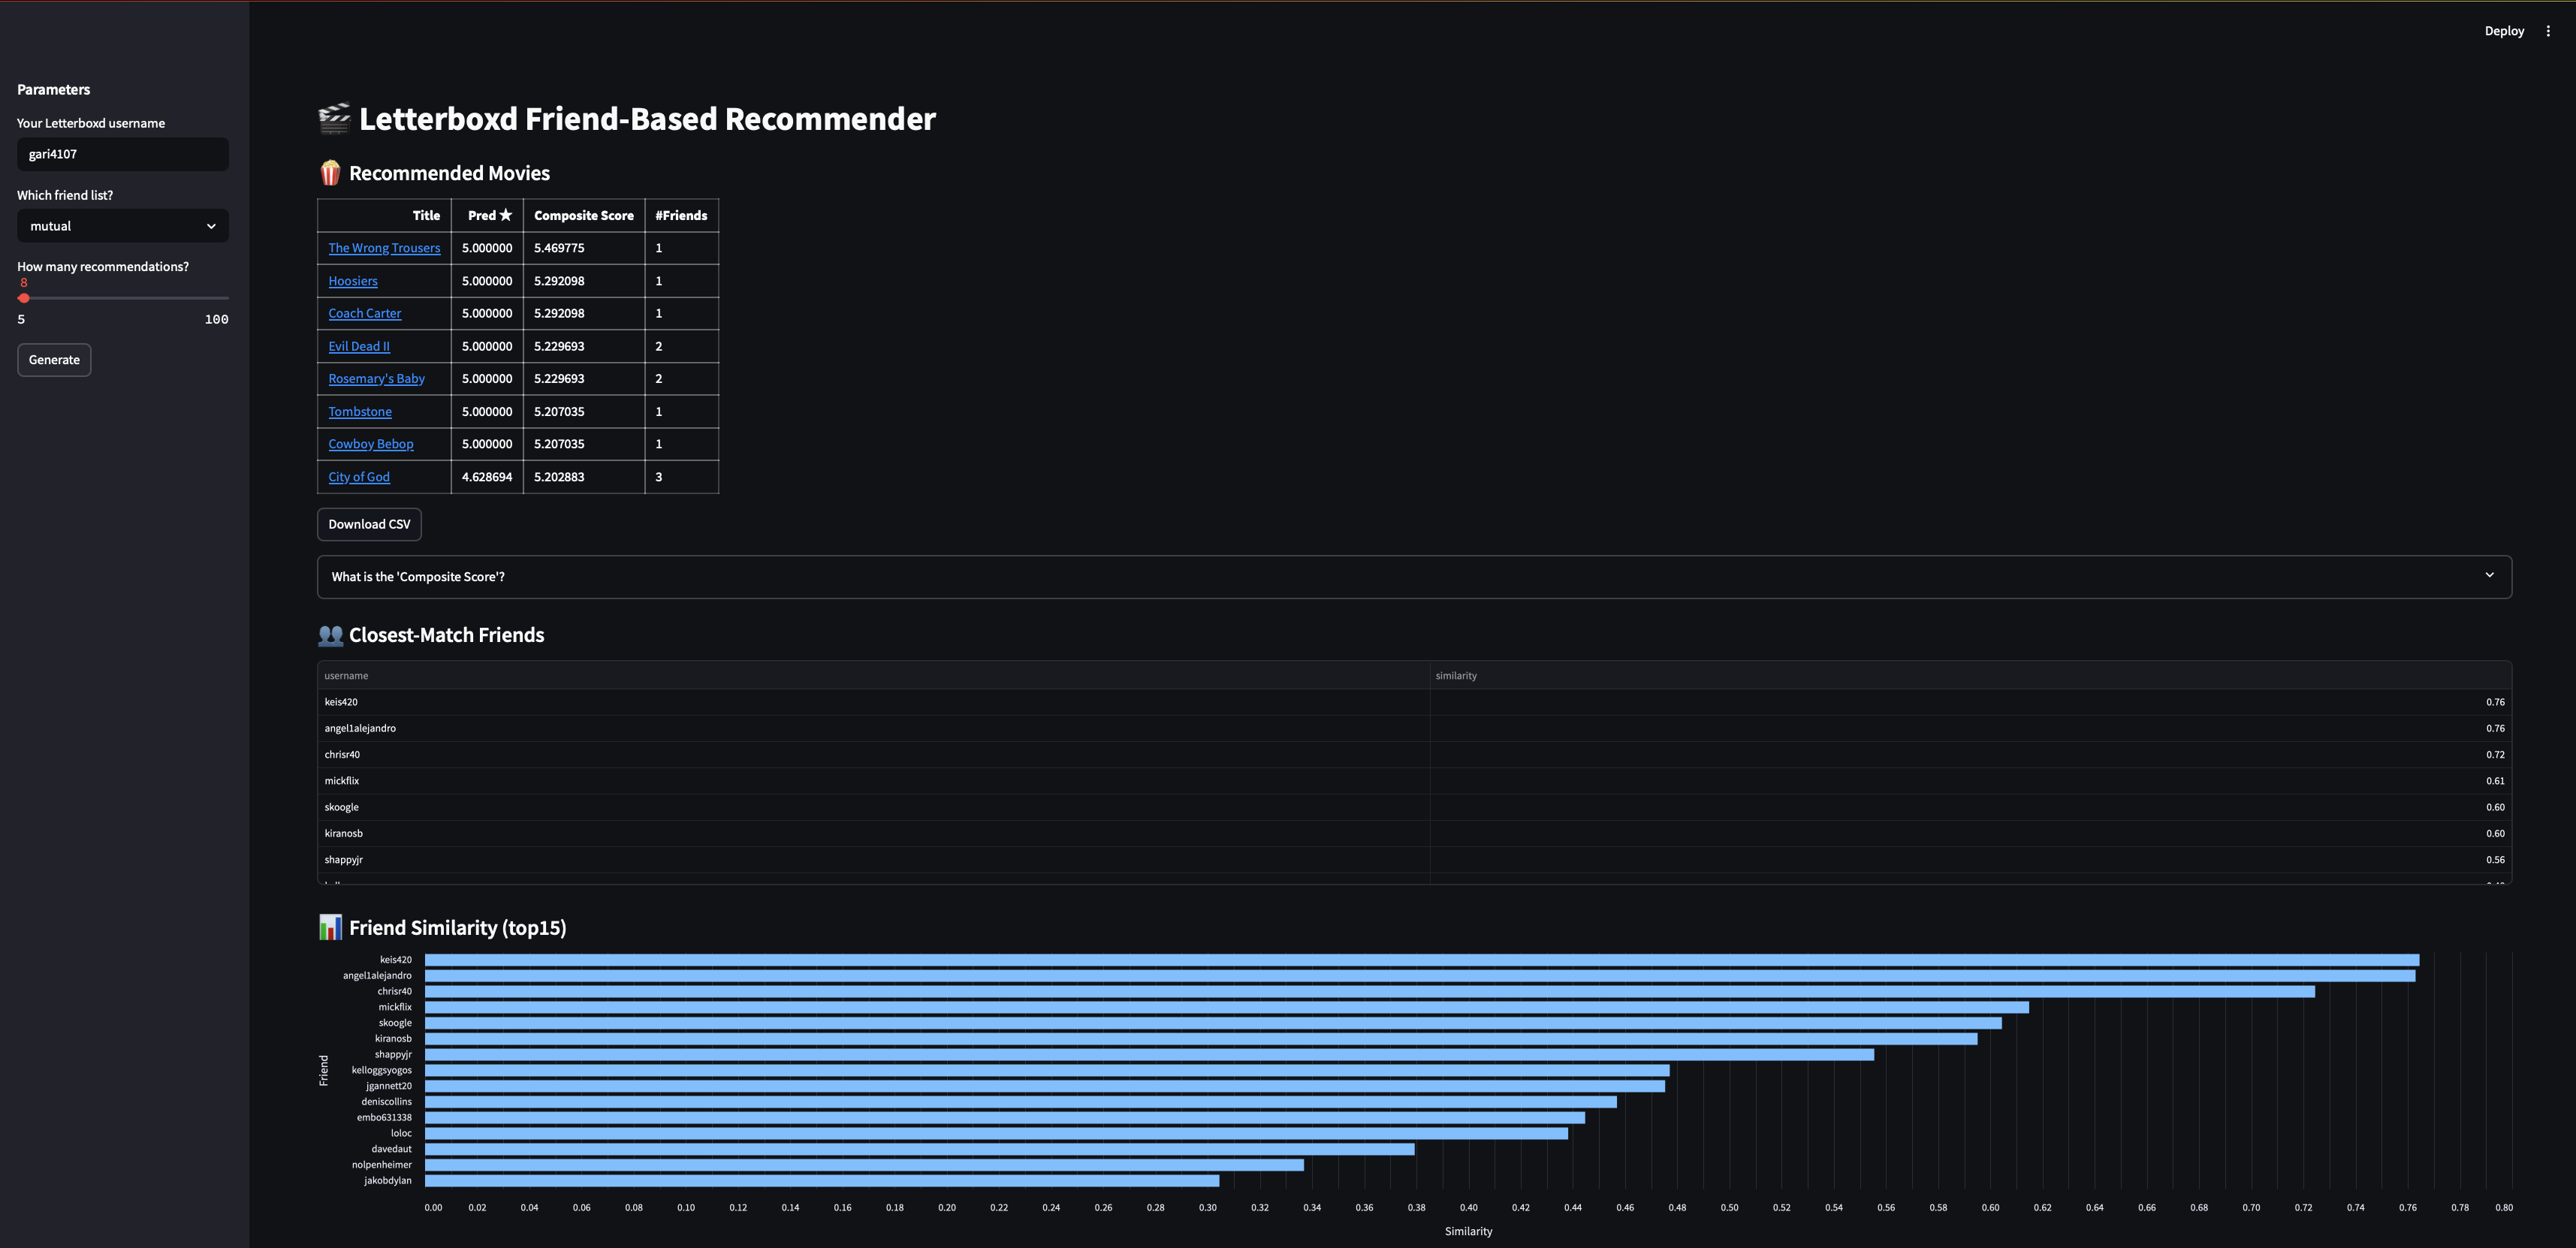 Deploy
Parameters
Your Letterboxd username
gari4107
Which friend list?
mutual
How many recommendations?
8
5 100
Generate
Letterboxd Friend-Based Recommender
Recommended Movies
Title Pred ★ Composite Score #Friends
The Wrong Trousers 5.000000 5.469775 1
Hoosiers 5.000000 5.292098 1
Coach Carter 5.000000 5.292098 1
Evil Dead II 5.000000 5.229693 2
Rosemary's Baby 5.000000 5.229693 2
Tombstone 5.000000 5.207035 1
Cowboy Bebop 5.000000 5.207035 1
City of God 4.628694 5.202883 3
Download CSV
What is the 'Composite Score'?
Closest-Match Friends
username similarity
keis420 0.76
angel1alejandro 0.76
chrisr40 0.72
mickflix 0.61
skoogle 0.60
kiranosb 0.60
shappyjr 0.56
Friend Similarity (top15)
keis420
angel1alejandro
chrisr40
mickflix
skoogle
kiranosb
shappyjr
kelloggsyogos
jgannett20
deniscollins
embo631338
loloc
davedaut
nolpenheimer
jakobdylan
Friend
0.00 0.02 0.04 0.06 0.08 0.10 0.12 0.14 0.16 0.18 0.20 0.22 0.24 0.26 0.28 0.30 0.32 0.34 0.36 0.38 0.40 0.42 0.44 0.46 0.48 0.50 0.52 0.54 0.56 0.58 0.60 0.62 0.64 0.66 0.68 0.70 0.72 0.74 0.76 0.78 0.80
Similarity